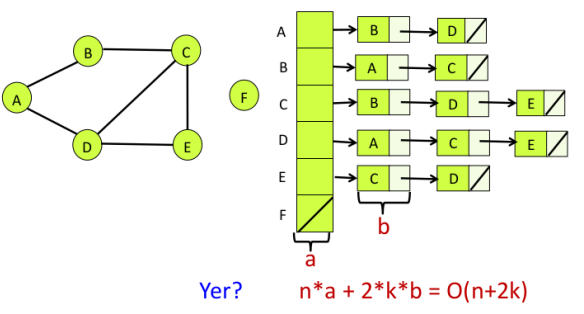 A B C D E F
A B D
B A C
C B D E
D A C E
E C D
F
a b
Yer? n*a + 2*k*b = O(n+2k)